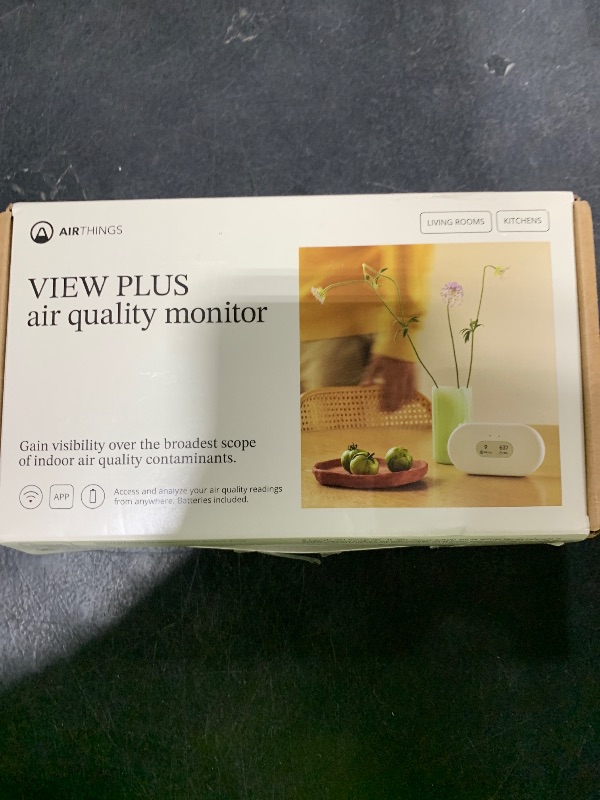 AIRTHINGS
LIVING ROOMS
KITCHENS
VIEW PLUS
air quality monitor
Gain visibility over the broadest scope
of indoor air quality contaminants.
APP
Access and analyze your air quality readings
from anywhere. Batteries included.